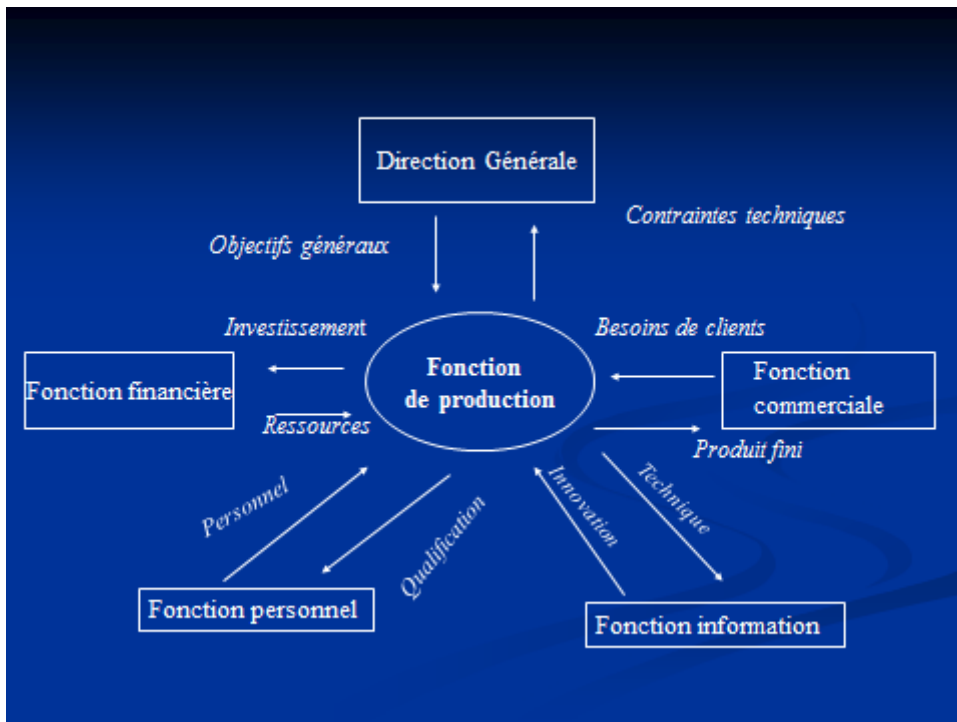 Direction Générale
Contraintes techniques
Objectifs généraux
Investissement
Besoins de clients
Fonction financière
Fonction
de production
Fonction
commerciale
Ressources
Produit fini
Personnel
Qualification
Innovation
Technique
Fonction personnel
Fonction information